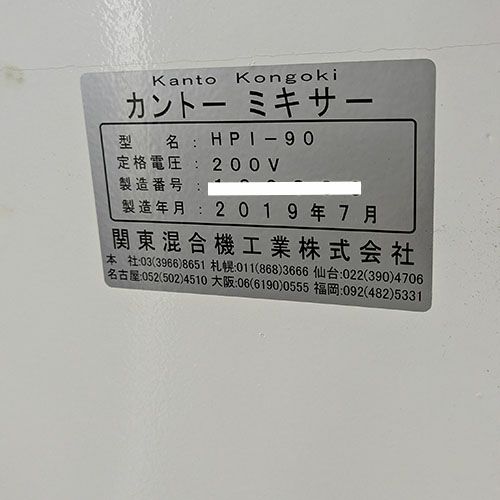 Kanto Kongoki
カントー ミキサー
型名：HPI-90
定格電圧：200V
製造番号：
製造年月：2019年7月
関東混合機工業株式会社
本社:03(3966)8651 札幌:011(868)3666 仙台:022(390)4706
名古屋:052(502)4510 大阪:06(6190)0555 福岡:092(482)5331